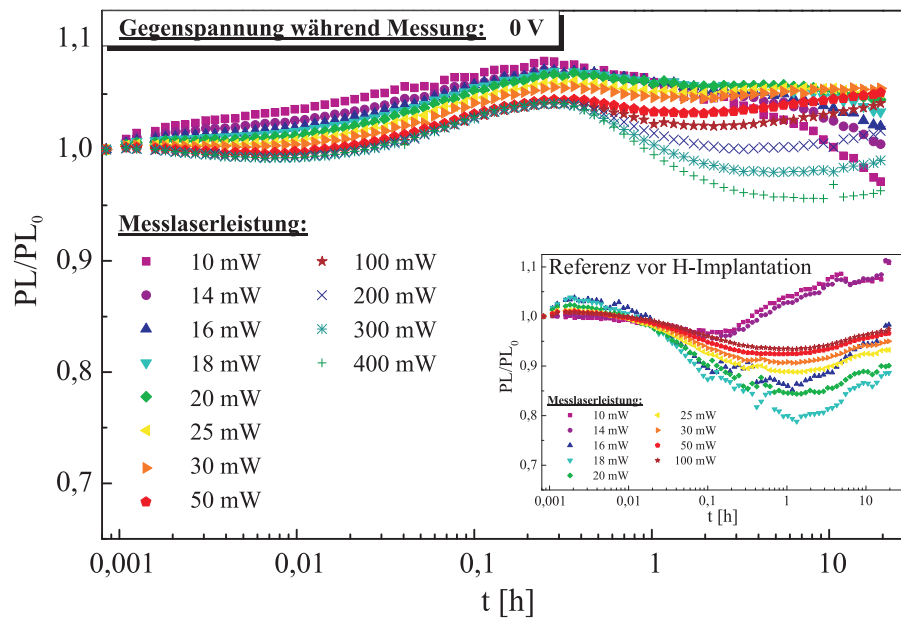 Gegenspannung während Messung: 0 V
1,1
1,0
0,9
0,8
0,7
PL/PL0
Messlaserleistung:
10 mW
14 mW
16 mW
18 mW
20 mW
25 mW
30 mW
50 mW
100 mW
200 mW
300 mW
400 mW
0,001
0,01
0,1
1
10
t [h]
Referenz vor H-Implantation
1,1
1,0
0,9
0,8
0,7
PL/PL0
Messlaserleistung:
10 mW
14 mW
16 mW
18 mW
20 mW
25 mW
30 mW
50 mW
100 mW
0,001
0,01
0,1
1
10
t [h]